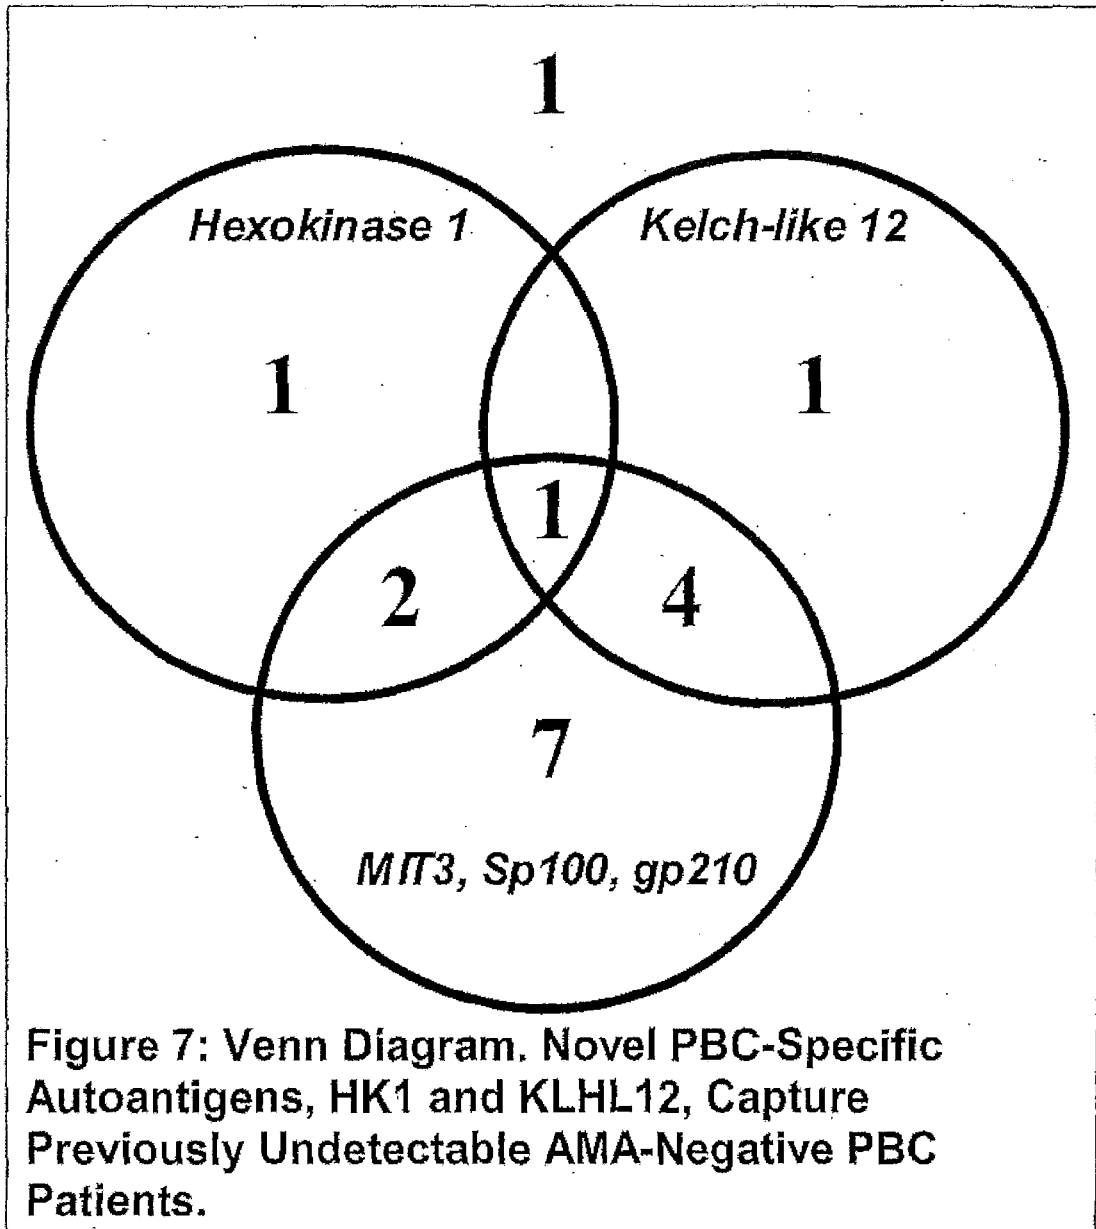 1
Hexokinase 1
Kelch-like 12
1
1
1
2
4
7
MIT3, Sp100, gp210
Figure 7: Venn Diagram. Novel PBC-Specific
Autoantigens, HK1 and KLHL12, Capture
Previously Undetectable AMA-Negative PBC
Patients.